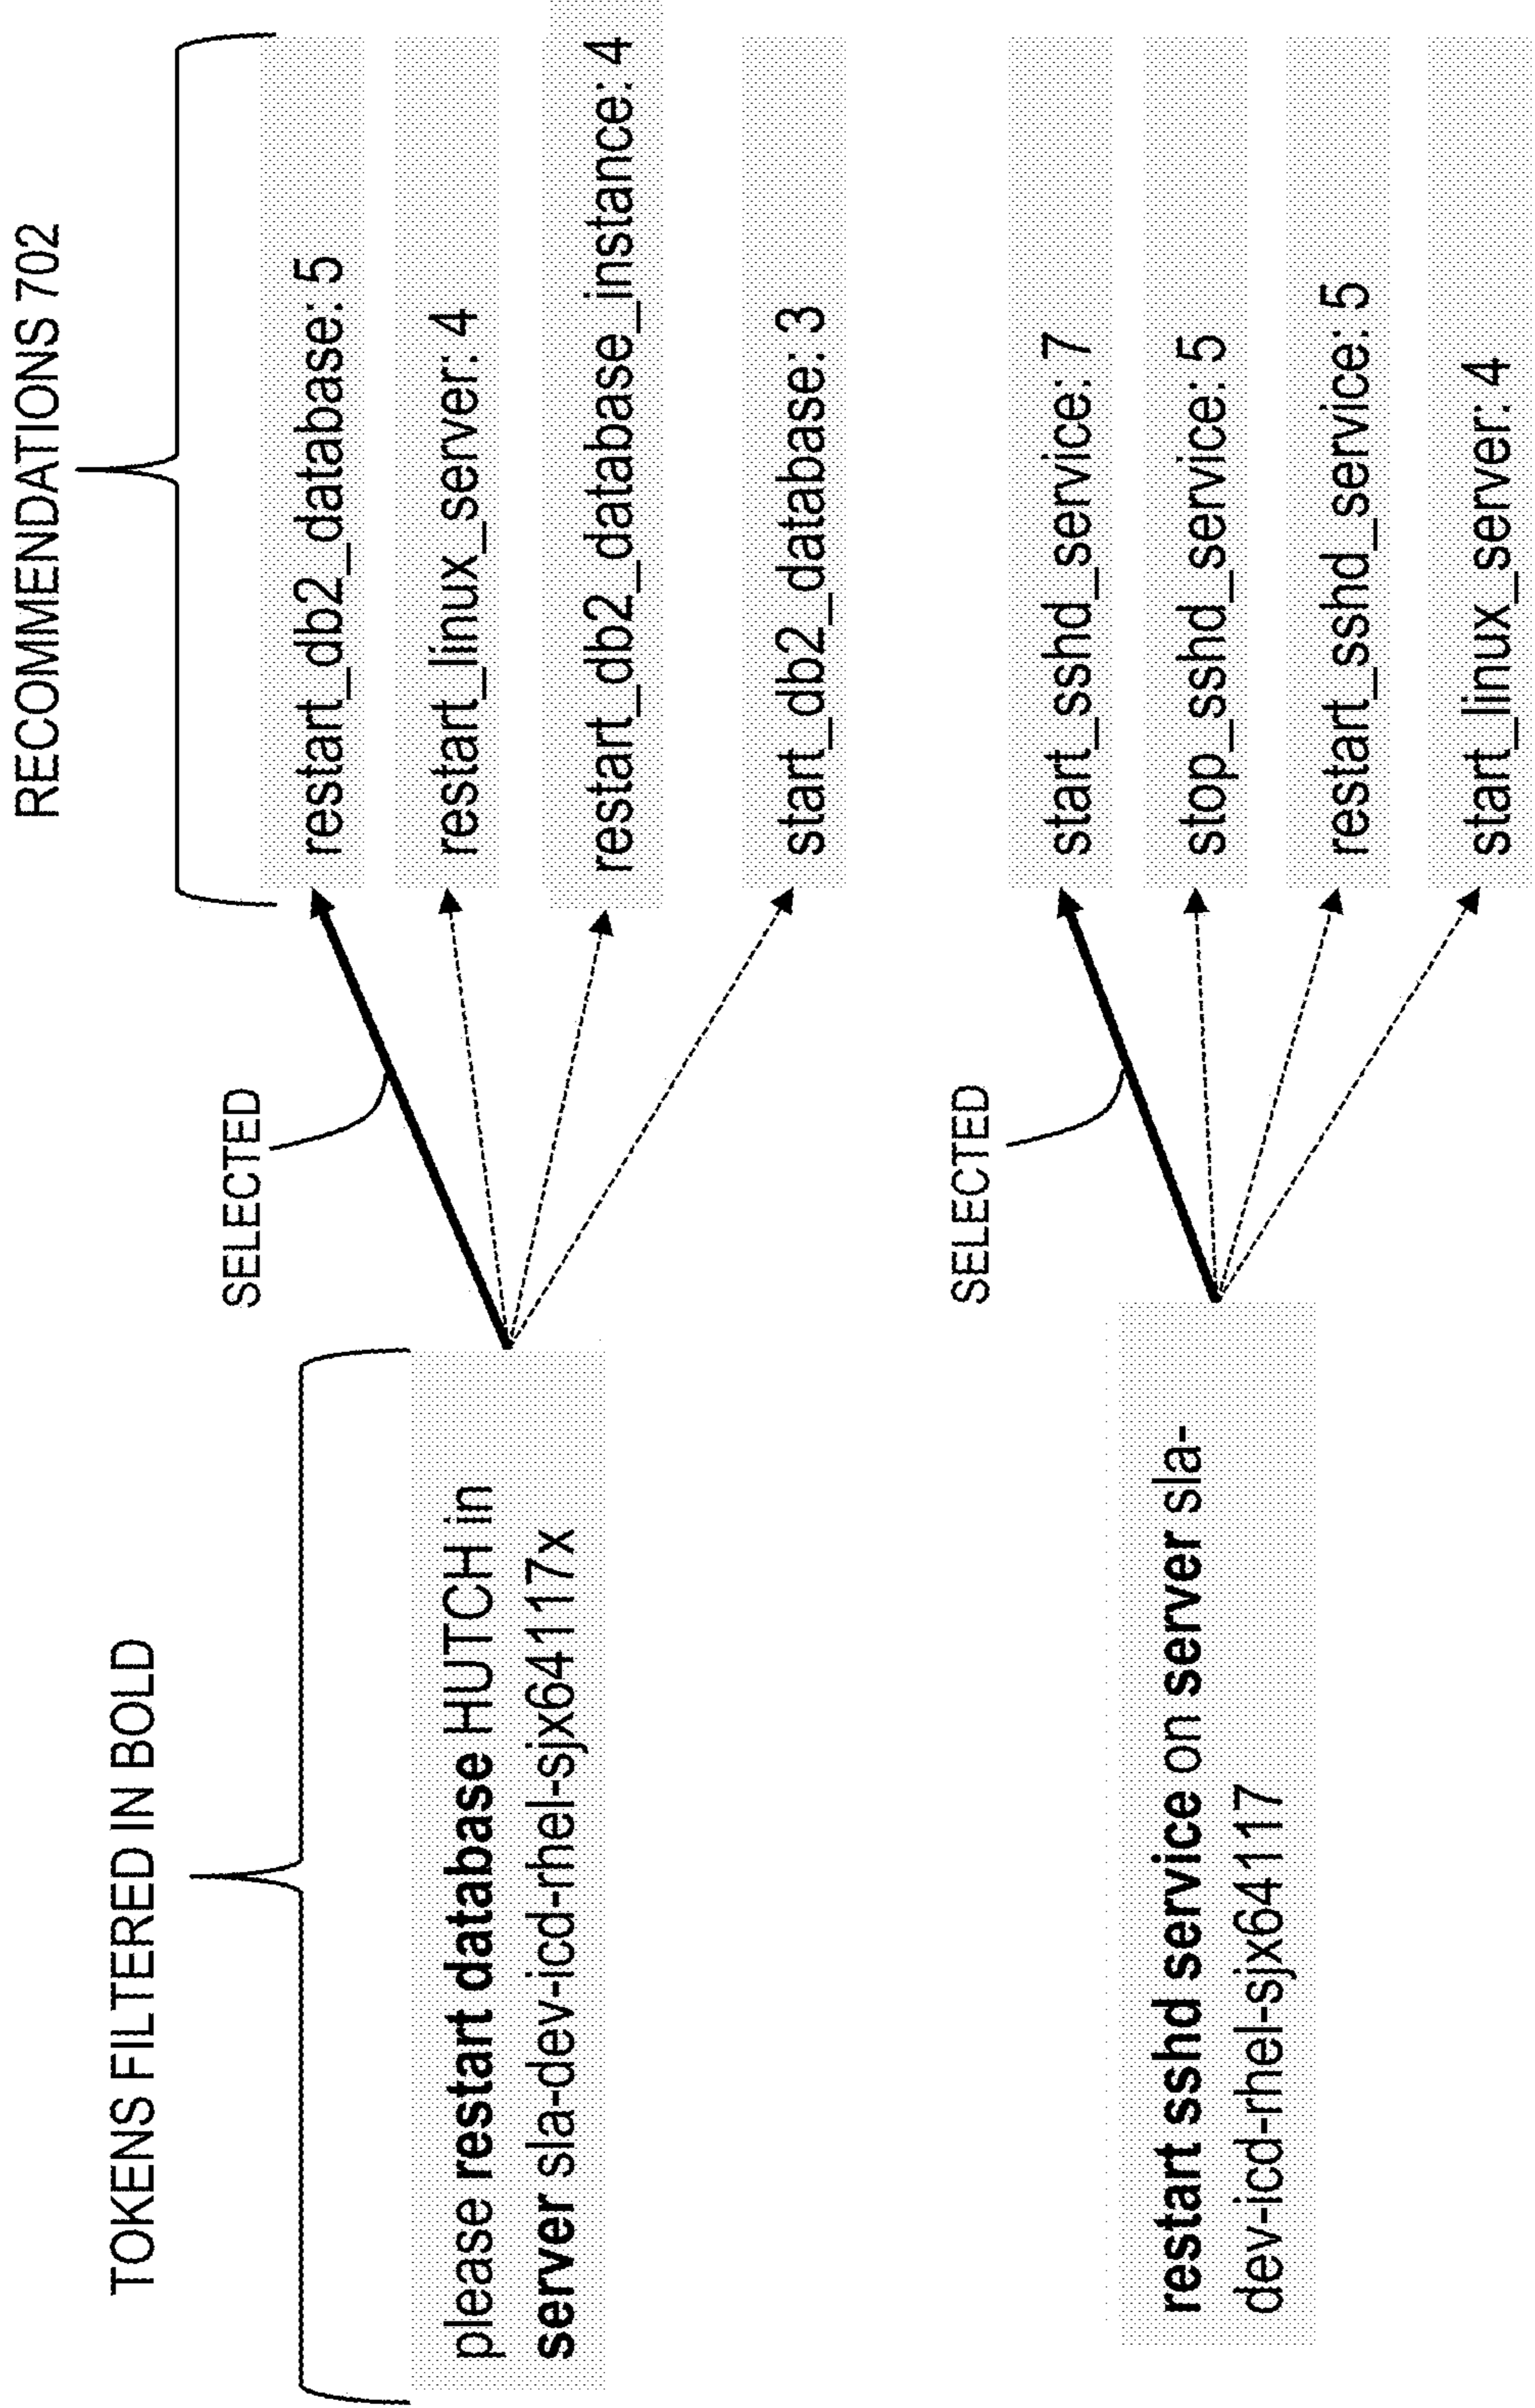 TOKENS FILTERED IN BOLD
please restart database HUTCH in
server sla-dev-icd-rhel-sjx64117x
SELECTED
RECOMMENDATIONS 702
restart_db2_database: 5
restart_linux_server: 4
restart_db2_database_instance: 4
start_db2_database: 3
restart sshd service on server sla-
dev-icd-rhel-sjx64117
SELECTED
start_sshd_service: 7
stop_sshd_service: 5
restart_sshd_service: 5
start_linux_server: 4